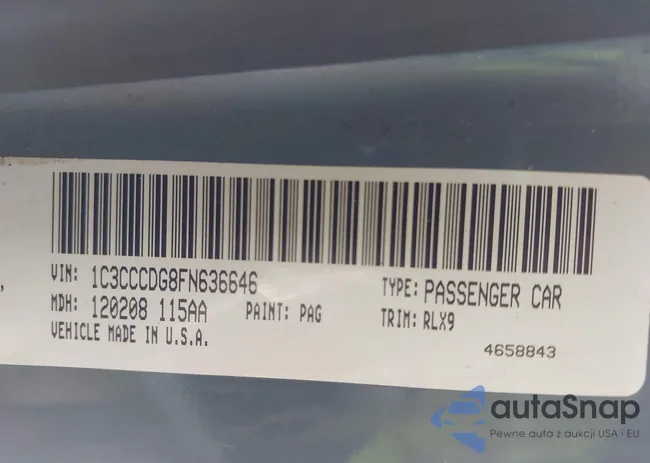 VIN: 1C3CCCDG8FN636646 TYPE: PASSENGER CAR
MDH: 120208 115AA PAINT: PAG TRIM: RLX9
VEHICLE MADE IN U.S.A.
4658843
autaSnap
Pewne auta z aukcji USA i EU